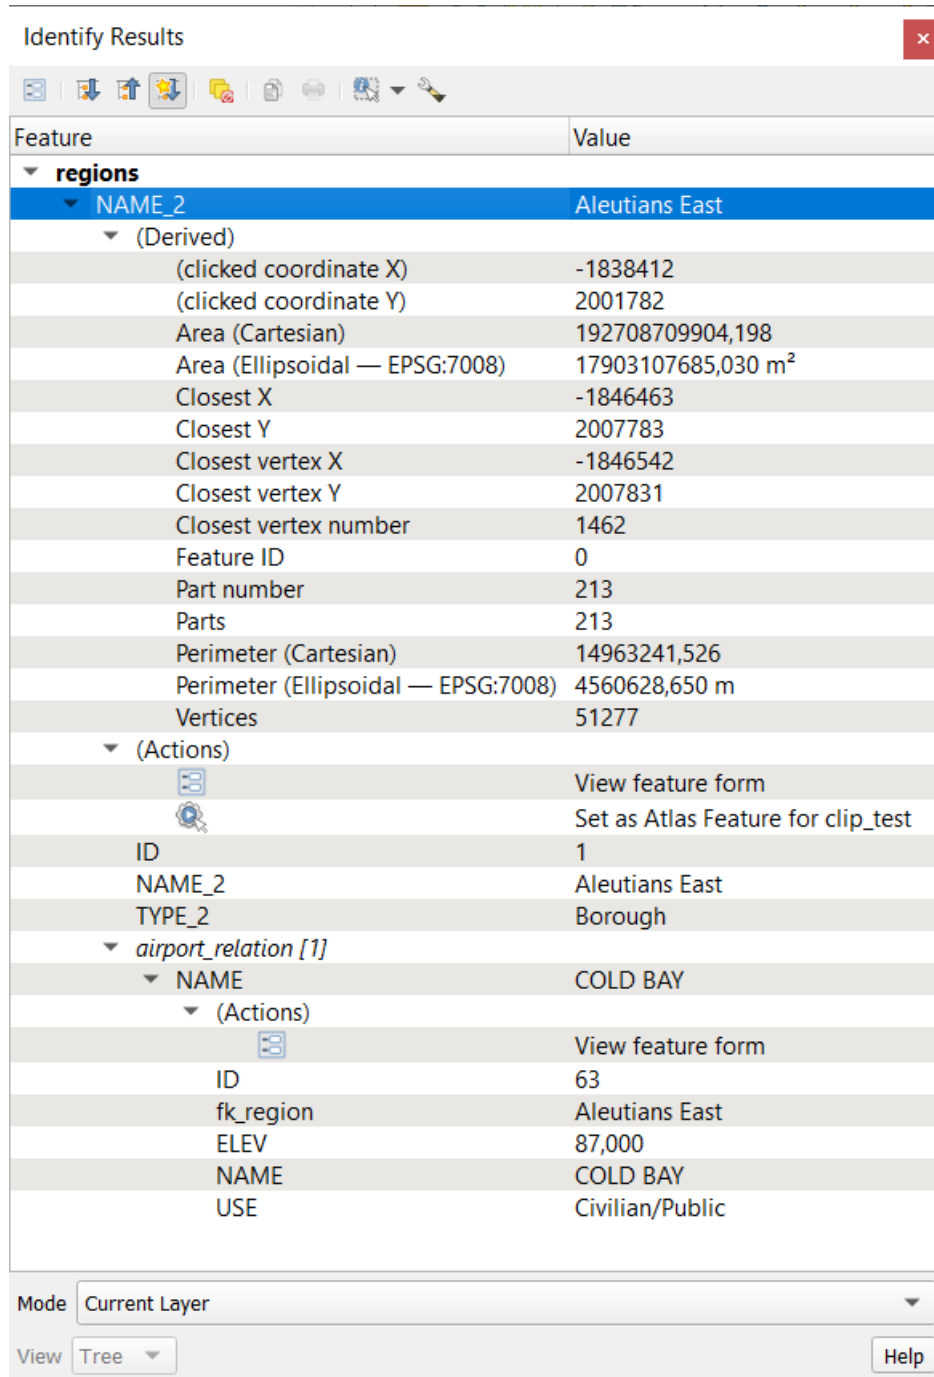 Identify Results
Feature Value
regions
NAME_2 Aleutians East
(Derived)
(clicked coordinate X) -1838412
(clicked coordinate Y) 2001782
Area (Cartesian) 192708709904,198
Area (Ellipsoidal — EPSG:7008) 17903107685,030 m²
Closest X -1846463
Closest Y 2007783
Closest vertex X -1846542
Closest vertex Y 2007831
Closest vertex number 1462
Feature ID 0
Part number 213
Parts 213
Perimeter (Cartesian) 14963241,526
Perimeter (Ellipsoidal — EPSG:7008) 4560628,650 m
Vertices 51277
(Actions)
View feature form
Set as Atlas Feature for clip_test
ID 1
NAME_2 Aleutians East
TYPE_2 Borough
airport_relation [1]
NAME COLD BAY
(Actions)
View feature form
ID 63
fk_region Aleutians East
ELEV 87,000
NAME COLD BAY
USE Civilian/Public
Mode Current Layer
View Tree Help